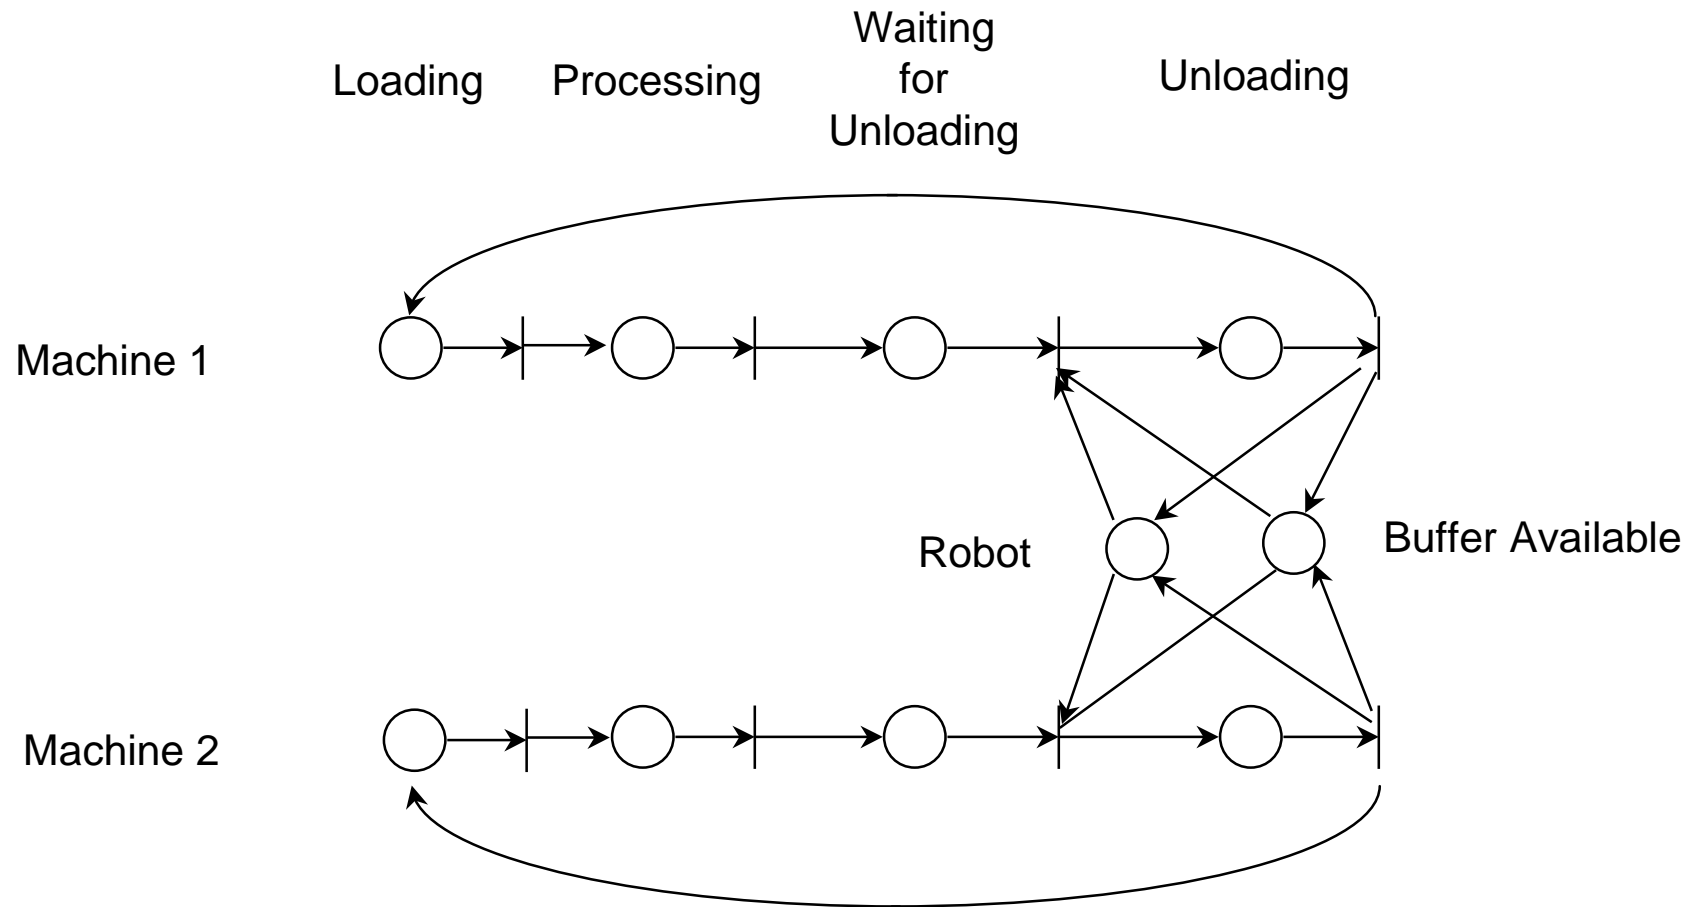 Loading
Processing
Waiting
for
Unloading
Unloading
Machine 1
Robot
Buffer Available
Machine 2